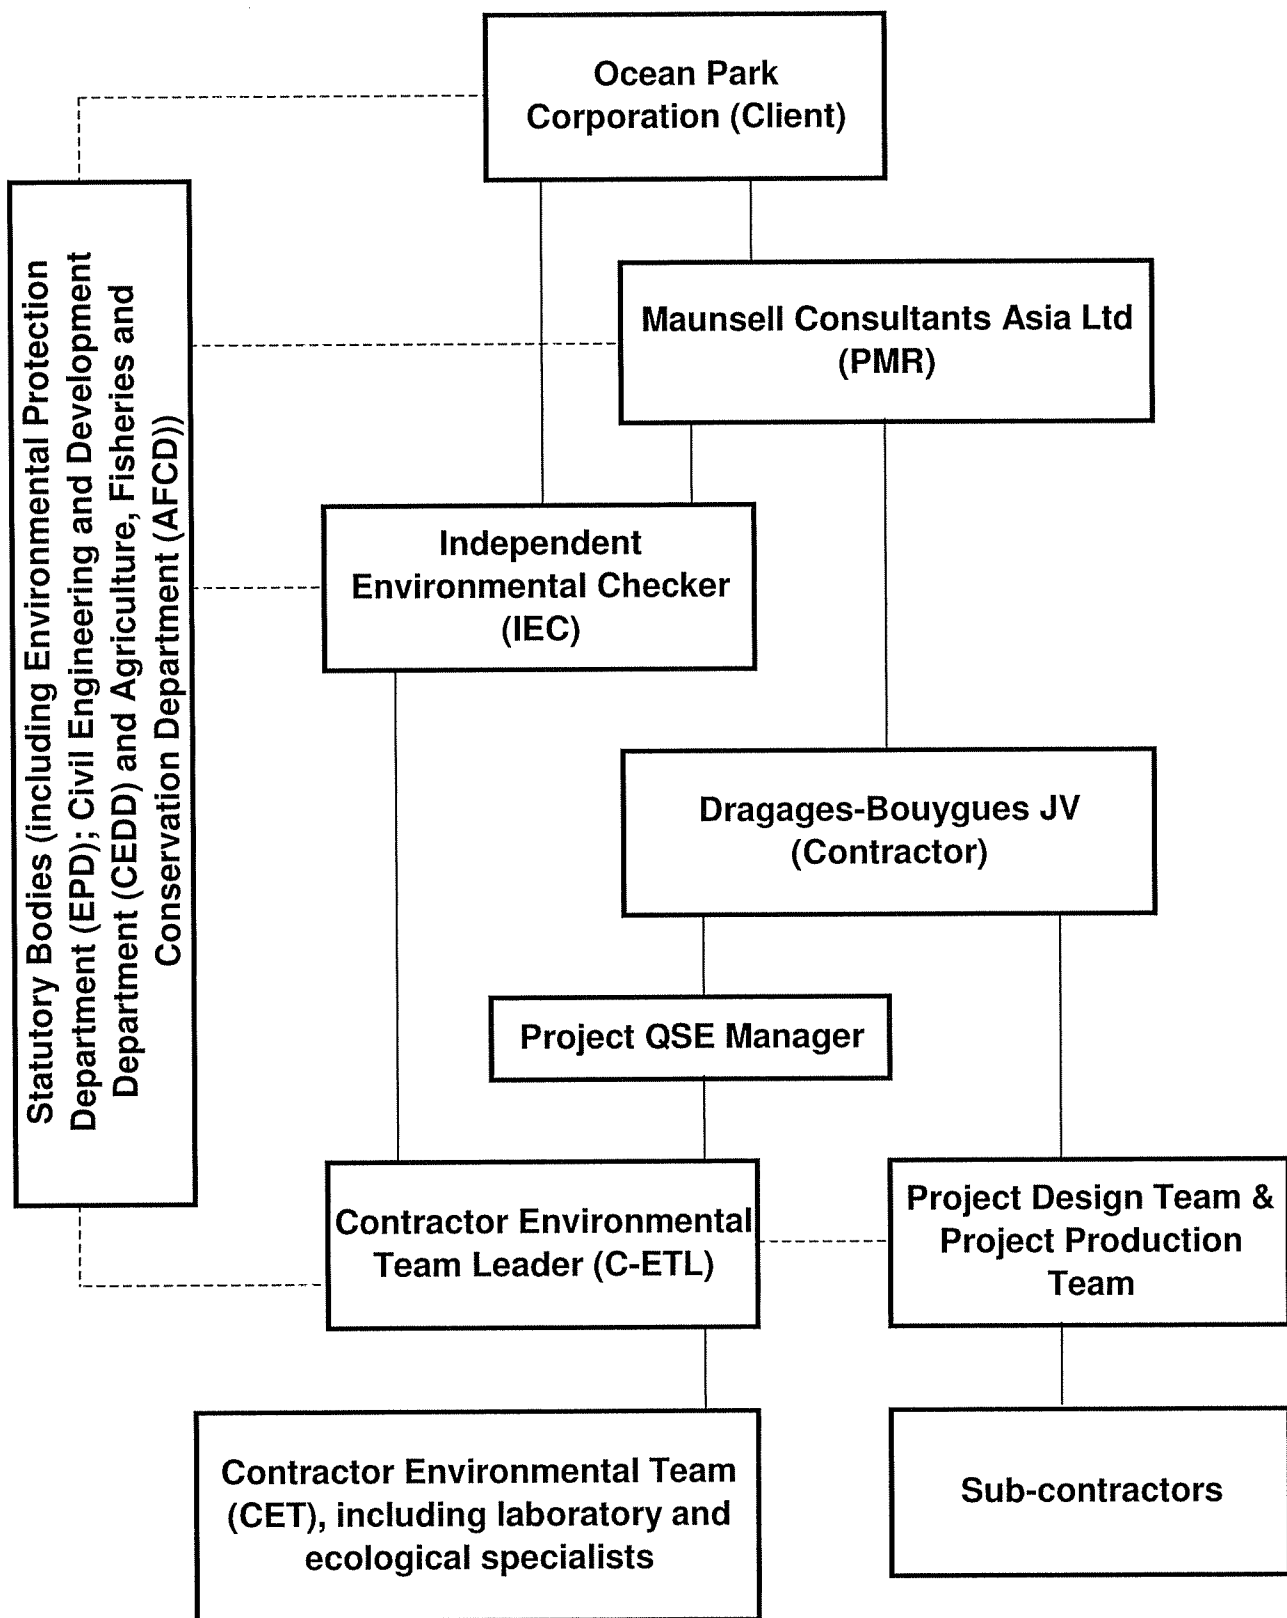 Ocean Park
Corporation (Client)
Statutory Bodies (including Environmental Protection
Department (EPD); Civil Engineering and Development
Department (CEDD) and Agriculture, Fisheries and
Conservation Department (AFCD))
Maunsell Consultants Asia Ltd
(PMR)
Independent
Environmental Checker
(IEC)
Dragages-Bouygues JV
(Contractor)
Project QSE Manager
Contractor Environmental
Team Leader (C-ETL)
Project Design Team &
Project Production
Team
Contractor Environmental Team
(CET), including laboratory and
ecological specialists
Sub-contractors